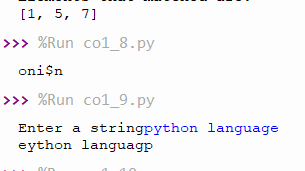 [1, 5, 7]
>>> %Run co1_8.py
oni$n
>>> %Run co1_9.py
Enter a stringpython language
eython languagp